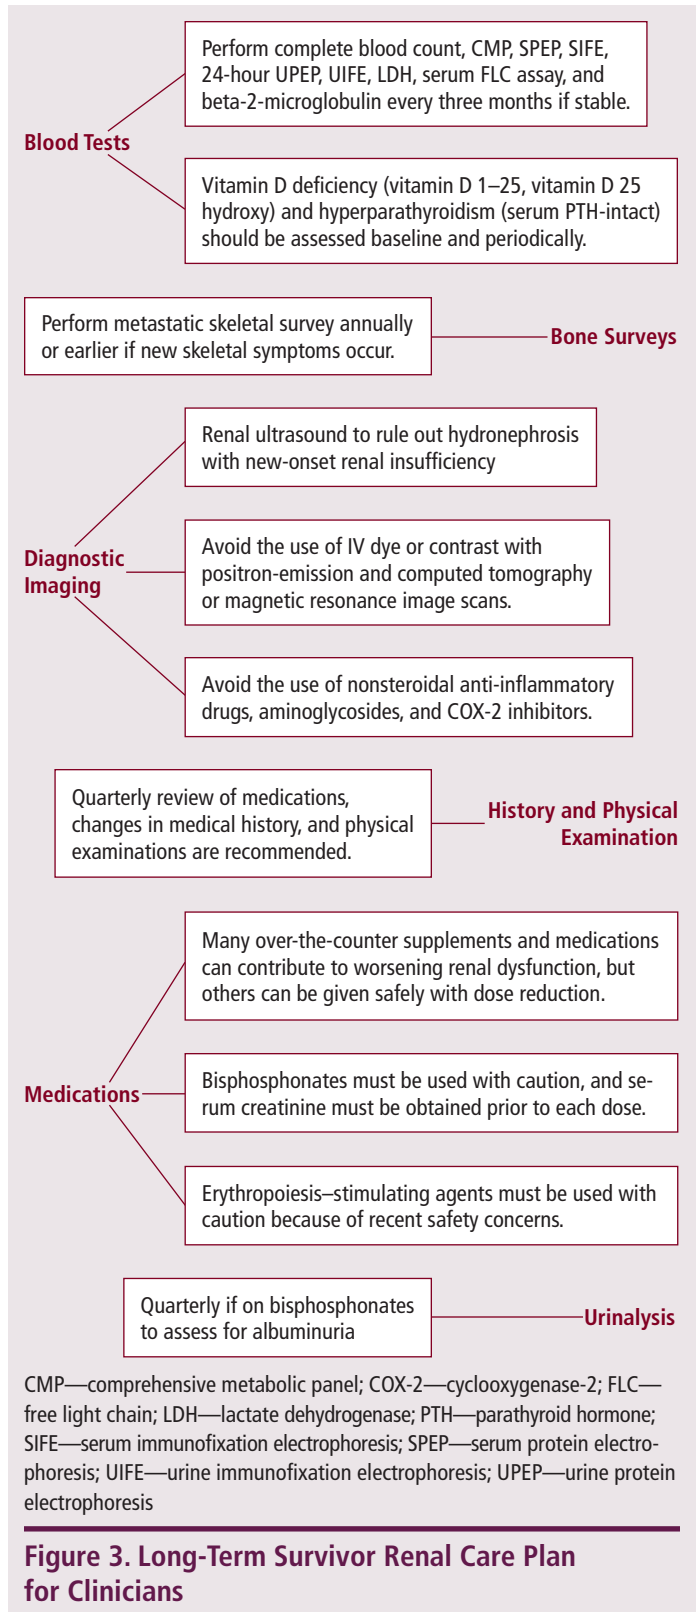 Perform complete blood count, CMP, SPEP, SIFE,
24-hour UPEP, UIFE, LDH, serum FLC assay, and
beta-2-microglobulin every three months if stable.
Blood Tests
Vitamin D deficiency (vitamin D 1–25, vitamin D 25
hydroxy) and hyperparathyroidism (serum PTH-intact)
should be assessed baseline and periodically.
Perform metastatic skeletal survey annually
or earlier if new skeletal symptoms occur.
Bone Surveys
Renal ultrasound to rule out hydronephrosis
with new-onset renal insufficiency
Diagnostic
Imaging
Avoid the use of IV dye or contrast with
positron-emission and computed tomography
or magnetic resonance image scans.
Avoid the use of nonsteroidal anti-inflammatory
drugs, aminoglycosides, and COX-2 inhibitors.
Quarterly review of medications,
changes in medical history, and physical
examinations are recommended.
History and Physical
Examination
Many over-the-counter supplements and medications
can contribute to worsening renal dysfunction, but
others can be given safely with dose reduction.
Medications
Bisphosphonates must be used with caution, and se-
rum creatinine must be obtained prior to each dose.
Erythropoiesis–stimulating agents must be used with
caution because of recent safety concerns.
Quarterly if on bisphosphonates
to assess for albuminuria
Urinalysis
CMP—comprehensive metabolic panel; COX-2—cyclooxygenase-2; FLC—
free light chain; LDH—lactate dehydrogenase; PTH—parathyroid hormone;
SIFE—serum immunofixation electrophoresis; SPEP—serum protein electro-
phoresis; UIFE—urine immunofixation electrophoresis; UPEP—urine protein
electrophoresis
Figure 3. Long-Term Survivor Renal Care Plan
for Clinicians